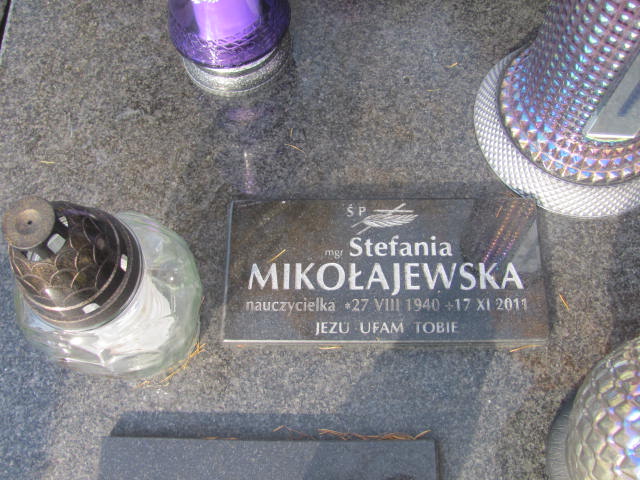 ŚP
mgr Stefania
MIKOŁAJEWSKA
nauczycielka *27 VIII 1940 +17 XI 2011
JEZU UFAM TOBIE